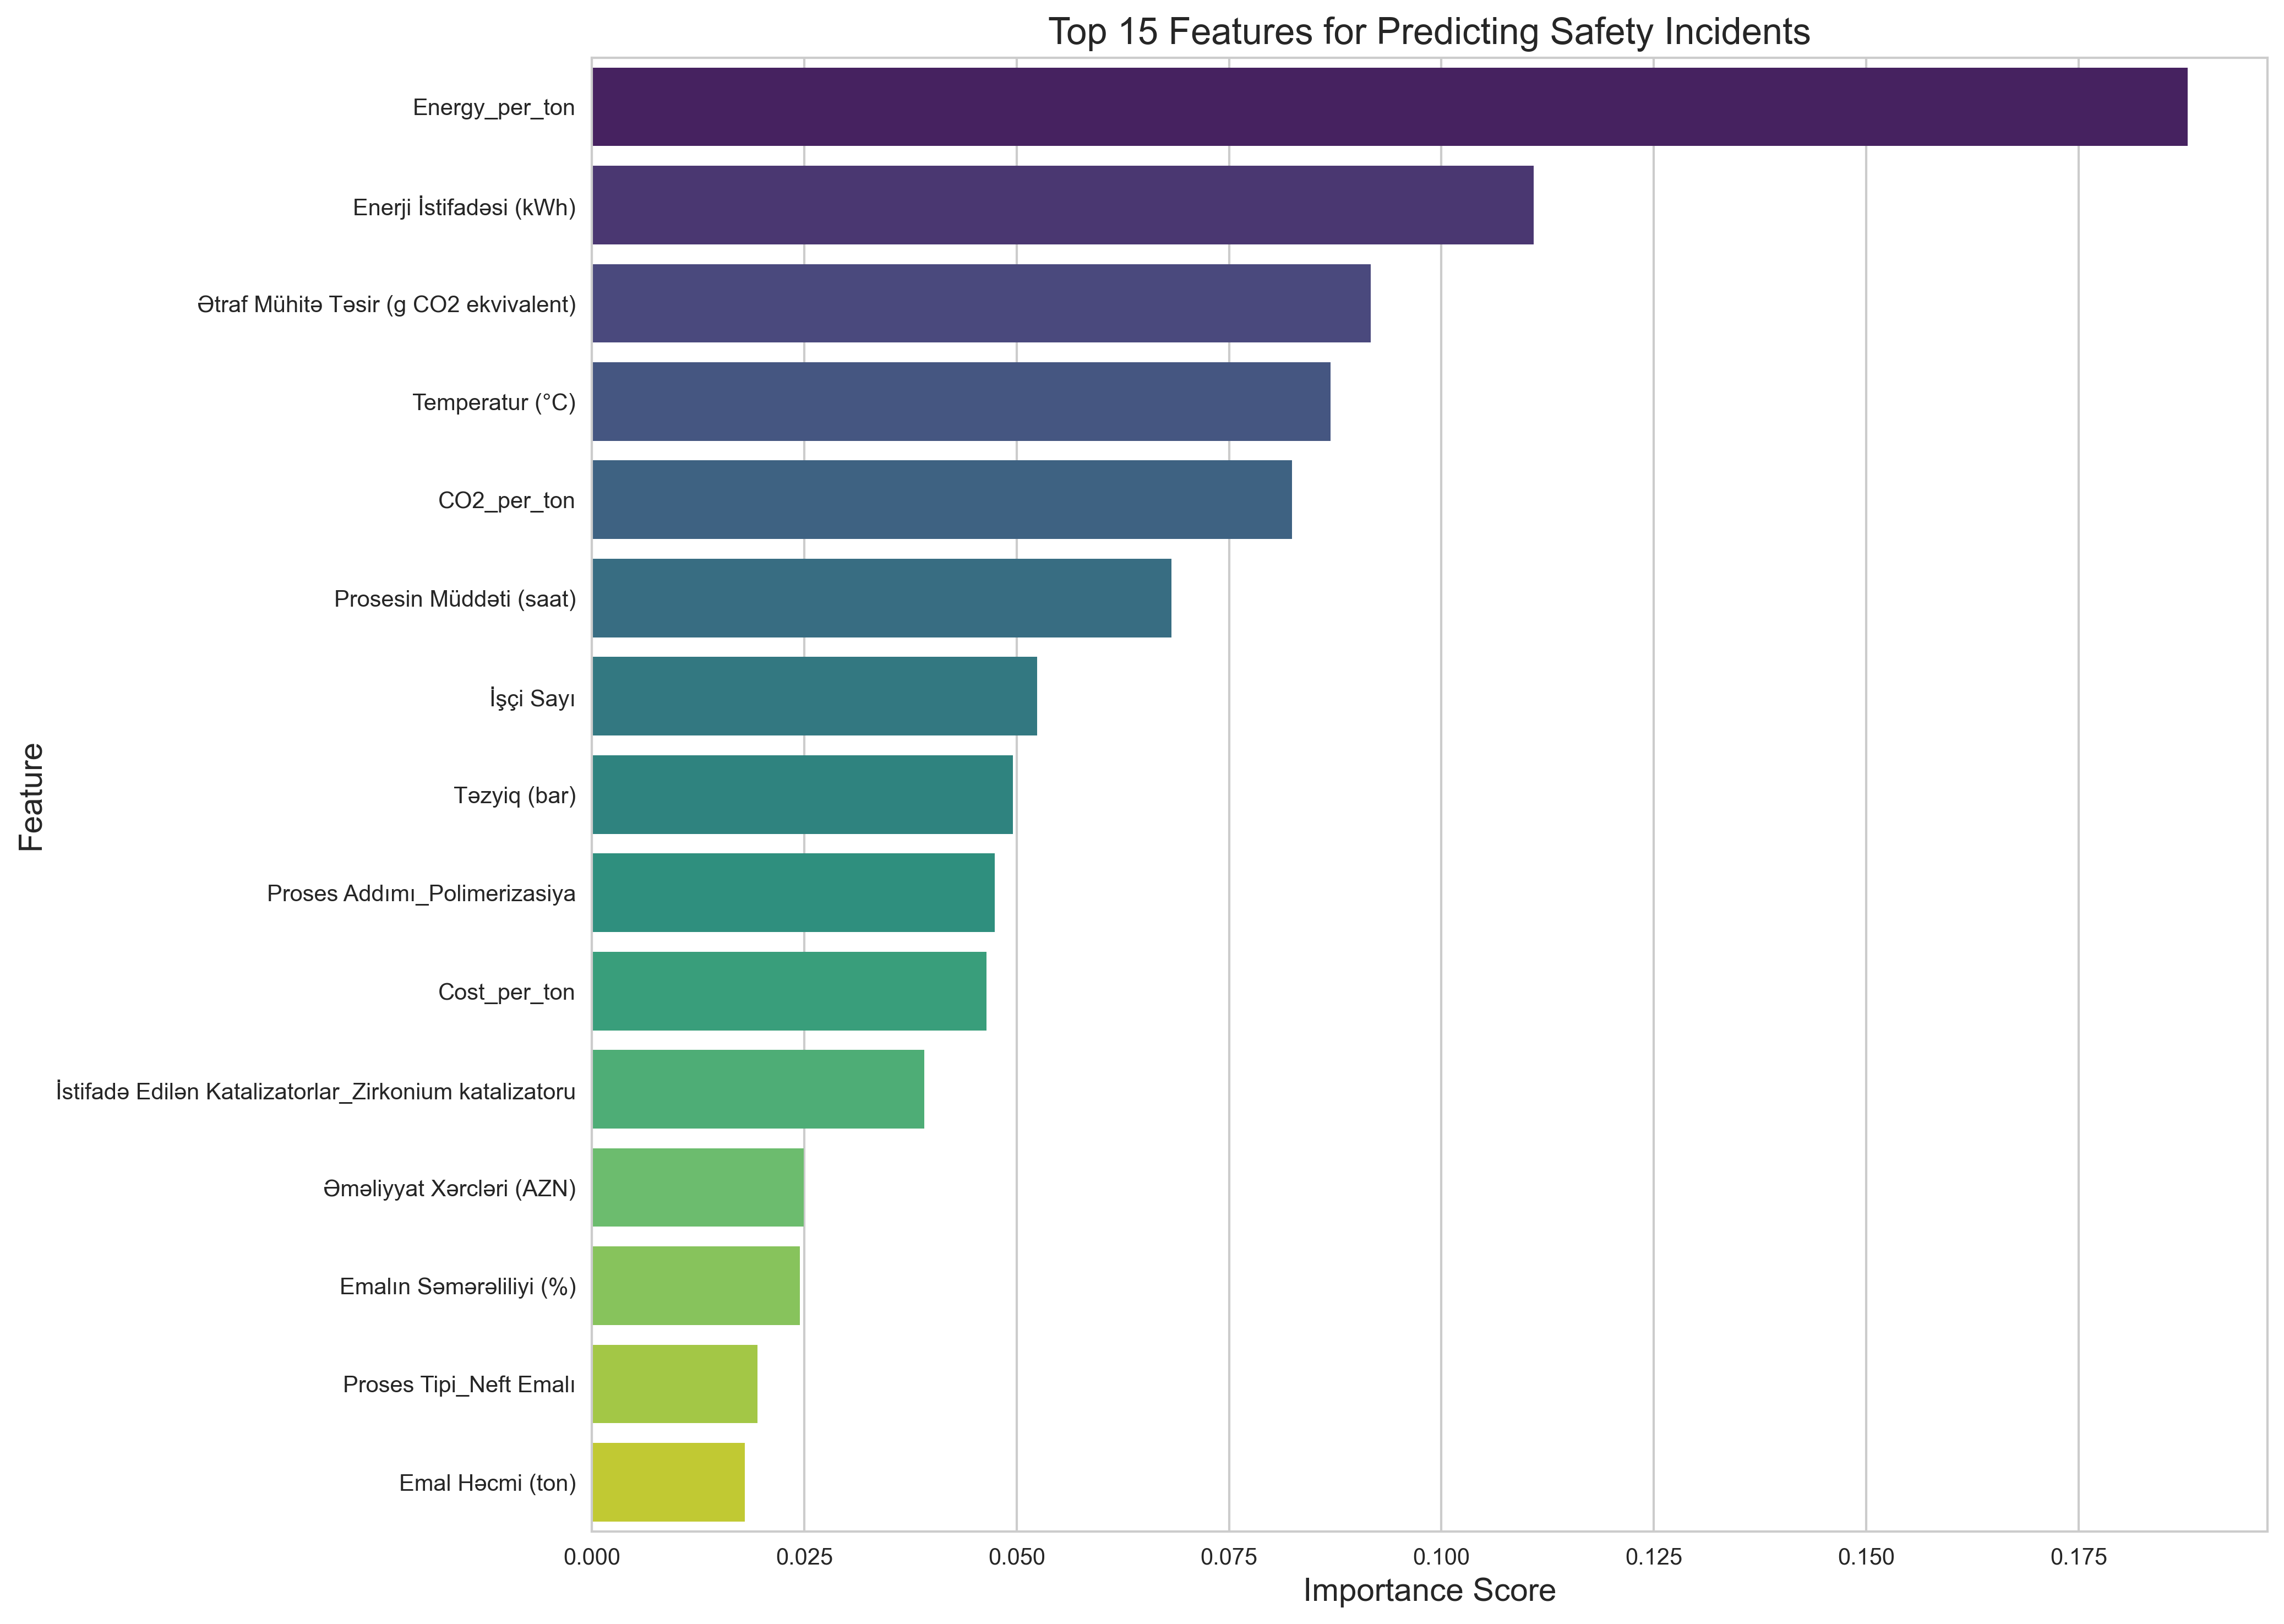 Top 15 Features for Predicting Safety Incidents
Feature
Energy_per_ton
Enerji İstifadəsi (kWh)
Ətraf Mühitə Təsir (g CO2 ekvivalent)
Temperatur (°C)
CO2_per_ton
Prosesin Müddəti (saat)
İşçi Sayı
Təzyiq (bar)
Proses Addımı_Polimerizasiya
Cost_per_ton
İstifadə Edilən Katalizatorlar_Zirkonium katalizatoru
Əməliyyat Xərcləri (AZN)
Emalın Səmərəliliyi (%)
Proses Tipi_Neft Emalı
Emal Həcmi (ton)
0.000 0.025 0.050 0.075 0.100 0.125 0.150 0.175
Importance Score